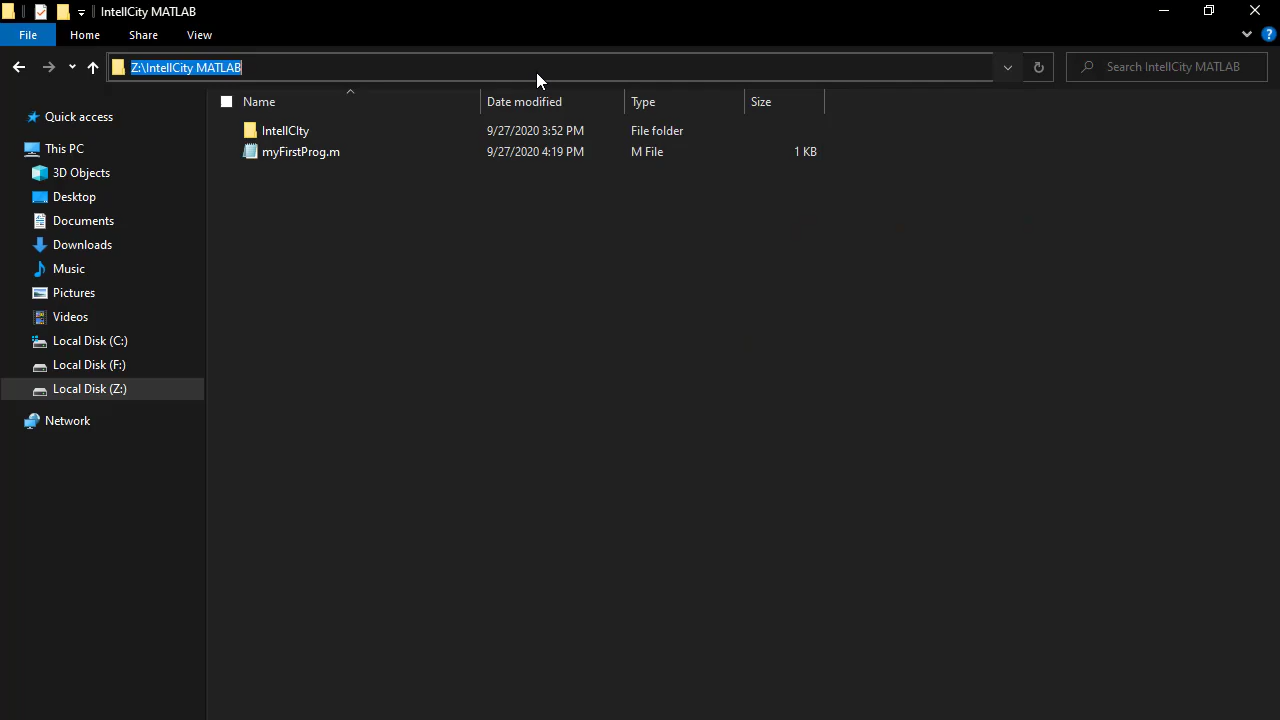 IntellCity MATLAB
File Home Share View
Z:\IntellCity MATLAB
Search IntellCity MATLAB
Name Date modified Type Size
IntellCIty 9/27/2020 3:52 PM File folder
myFirstProg.m 9/27/2020 4:19 PM M File 1 KB
Quick access
This PC
3D Objects
Desktop
Documents
Downloads
Music
Pictures
Videos
Local Disk (C:)
Local Disk (F:)
Local Disk (Z:)
Network